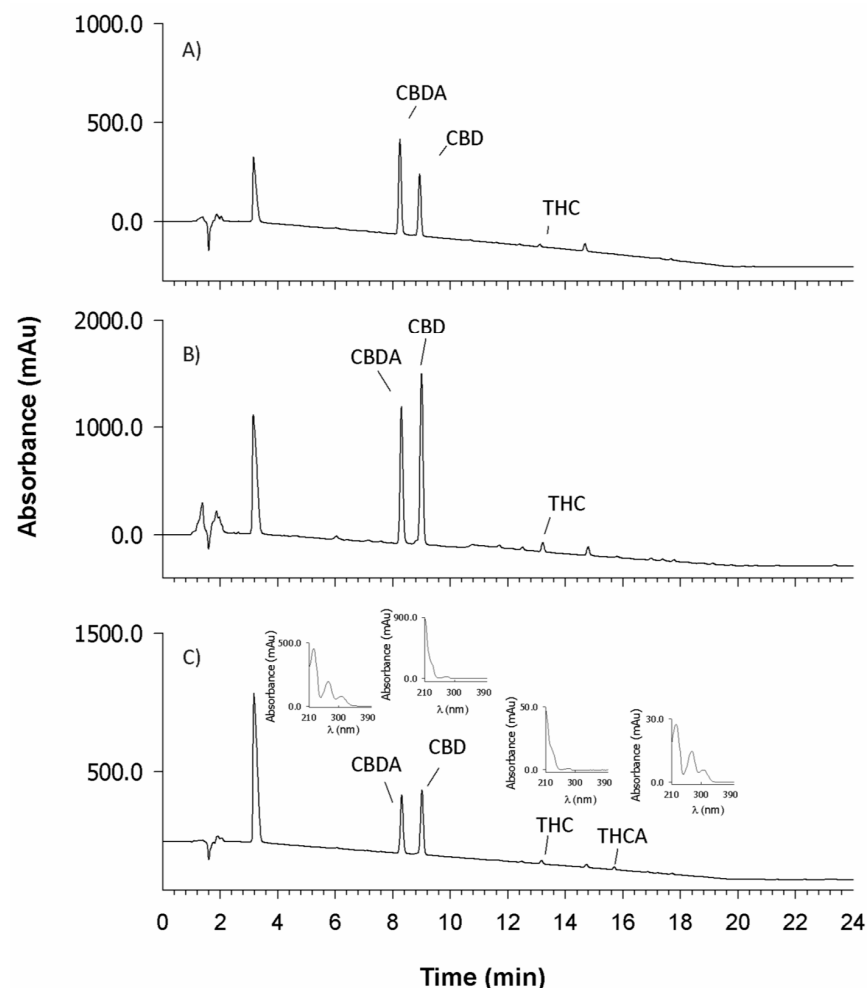 Absorbance (mAu)
1000.0
A)
CBDA
500.0
CBD
THC
0.0
2000.0
CBD
B)
CBDA
1000.0
THC
0.0
1500.0
C)
Absorbance (mAu)
500.0
0.0
210 300 390
λ (nm)
Absorbance (mAu)
900.0
0.0
210 300 390
λ (nm)
Absorbance (mAu)
50.0
0.0
210 300 390
λ (nm)
Absorbance (mAu)
30.0
0.0
210 300 390
λ (nm)
500.0
CBDA
CBD
THC
THCA
0 2 4 6 8 10 12 14 16 18 20 22 24
Time (min)